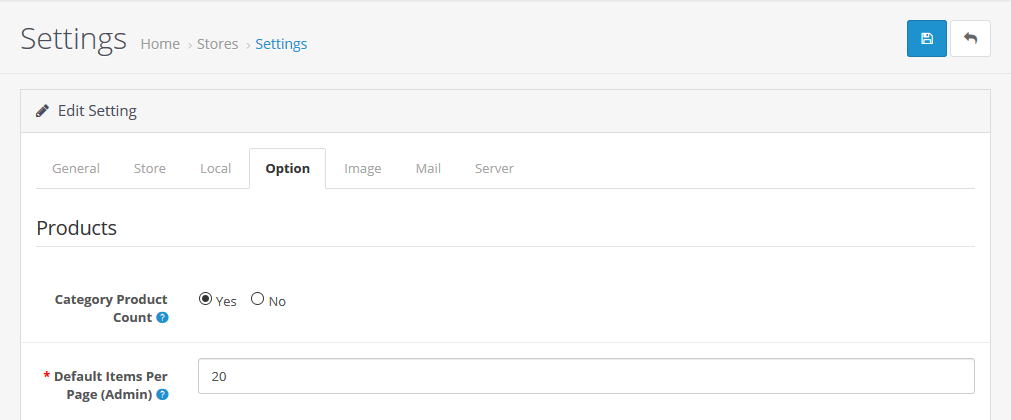 Settings Home › Stores › Settings
Edit Setting
General Store Local Option Image Mail Server
Products
Category Product
Count ?
Yes No
* Default Items Per
Page (Admin) ?
20